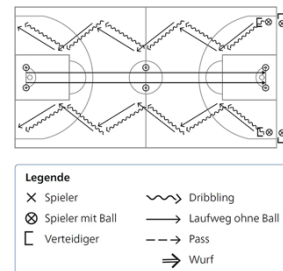 Legende
Spieler
Dribbling
Spieler mit Ball
Laufweg ohne Ball
Verteidiger
Pass
Wurf